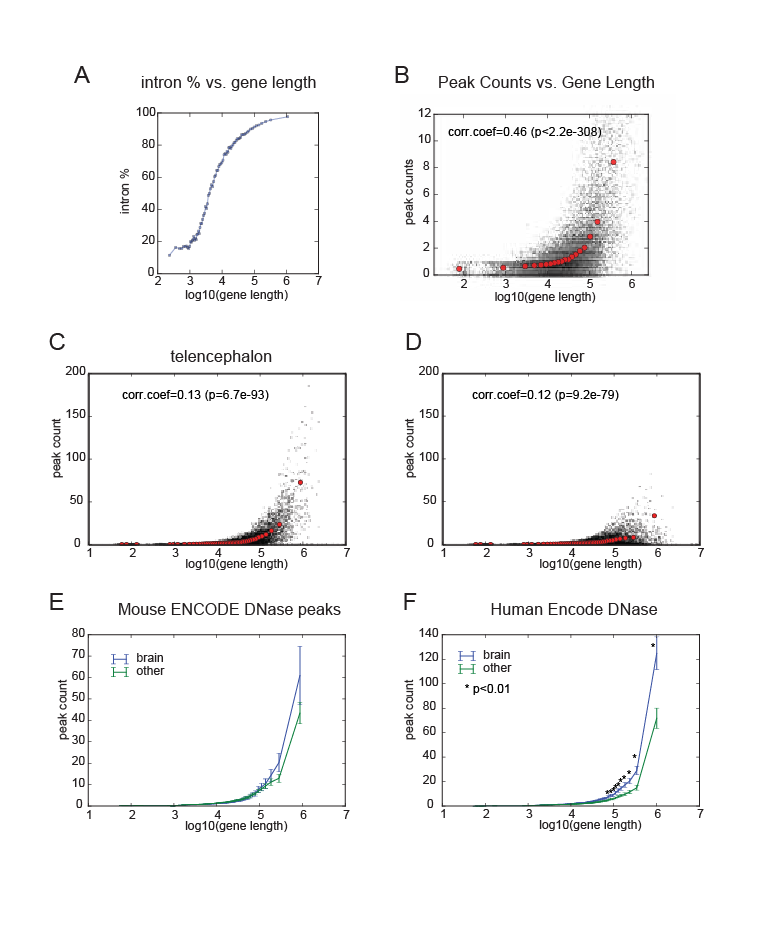 A
intron % vs. gene length
100
80
60
40
20
0
intron %
2 3 4 5 6 7
log10(gene length)
B
Peak Counts vs. Gene Length
corr.coef=0.46 (p<2.2e-308)
12
10
8
6
4
2
0
peak counts
2 3 4 5 6
log10(gene length)
C
telencephalon
corr.coef=0.13 (p=6.7e-93)
200
150
100
50
0
peak count
1 2 3 4 5 6 7
log10(gene length)
D
liver
corr.coef=0.12 (p=9.2e-79)
200
150
100
50
0
peak count
1 2 3 4 5 6 7
log10(gene length)
E
Mouse ENCODE DNase peaks
brain
other
80
70
60
50
40
30
20
10
0
peak count
1 2 3 4 5 6 7
log10(gene length)
F
Human Encode DNase
brain
other
* p<0.01
140
120
100
80
60
40
20
0
peak count
1 2 3 4 5 6 7
log10(gene length)